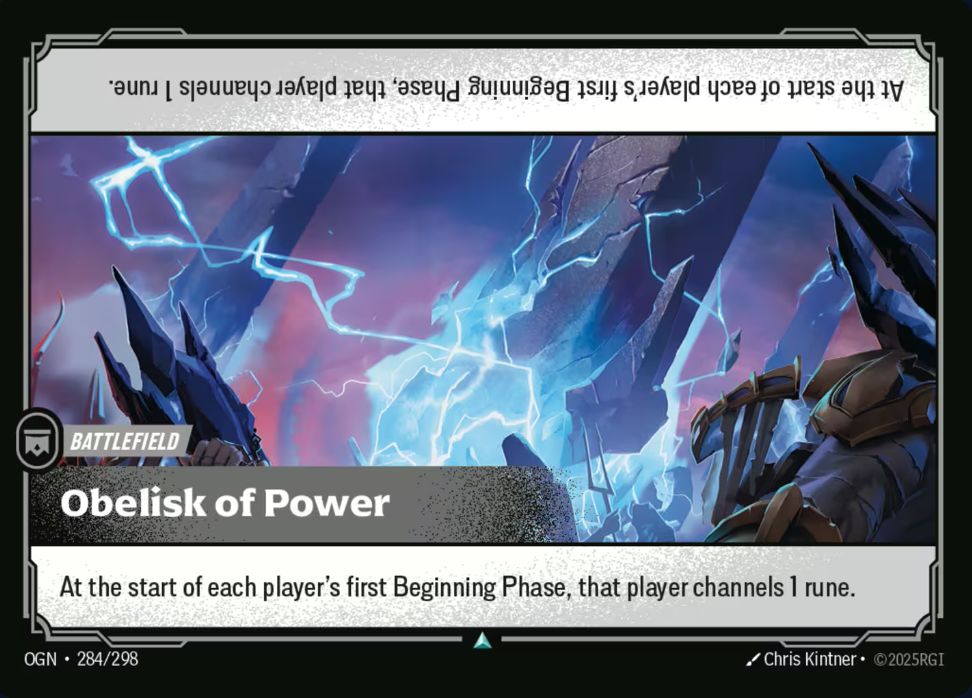 At the start of each player's first Beginning Phase, that player channels 1 rune.
BATTLEFIELD
Obelisk of Power
At the start of each player's first Beginning Phase, that player channels 1 rune.
OGN • 284/298
Chris Kintner • ©2025RGI